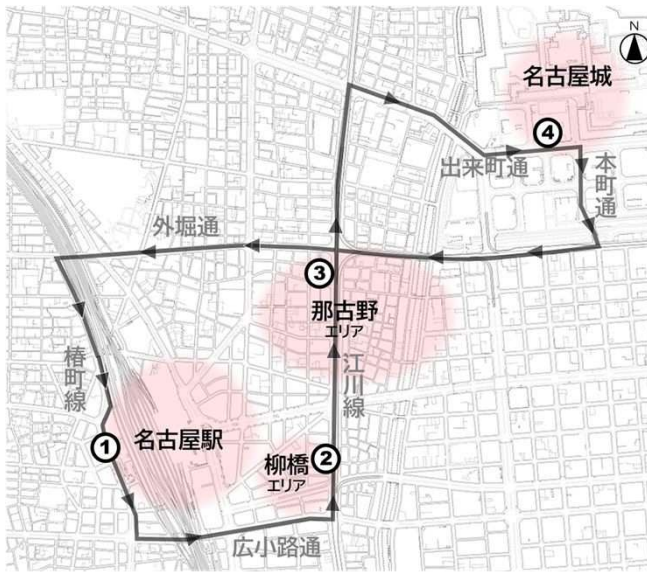 N
名古屋城
④
出来町通
本町通
外堀通
③
那古野
エリア
椿町線
江川線
①
名古屋駅
柳橋
エリア
②
広小路通